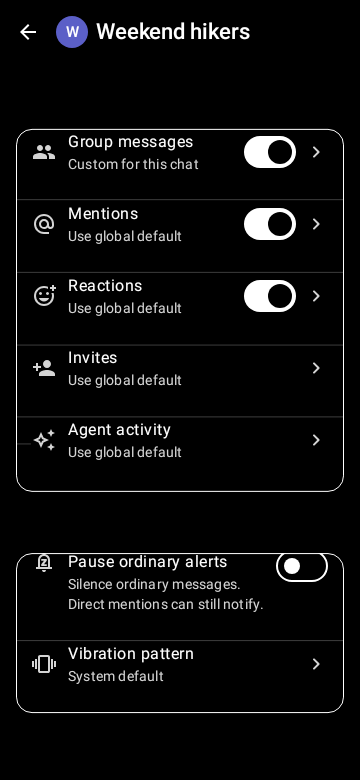 W Weekend hikers
Group messages
Custom for this chat
Mentions
Use global default
Reactions
Use global default
Invites
Use global default
Agent activity
Use global default
Pause ordinary alerts
Silence ordinary messages.
Direct mentions can still notify.
Vibration pattern
System default